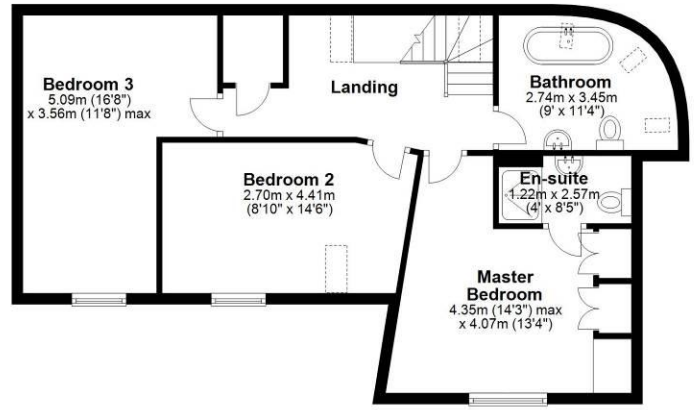 Bedroom 3
5.09m (16'8")
x 3.56m (11'8") max
Landing
Bathroom
2.74m x 3.45m
(9' x 11'4")
Bedroom 2
2.70m x 4.41m
(8'10" x 14'6")
En-suite
1.22m x 2.57m
(4' x 8'5")
Master
Bedroom
4.35m (14'3") max
x 4.07m (13'4")